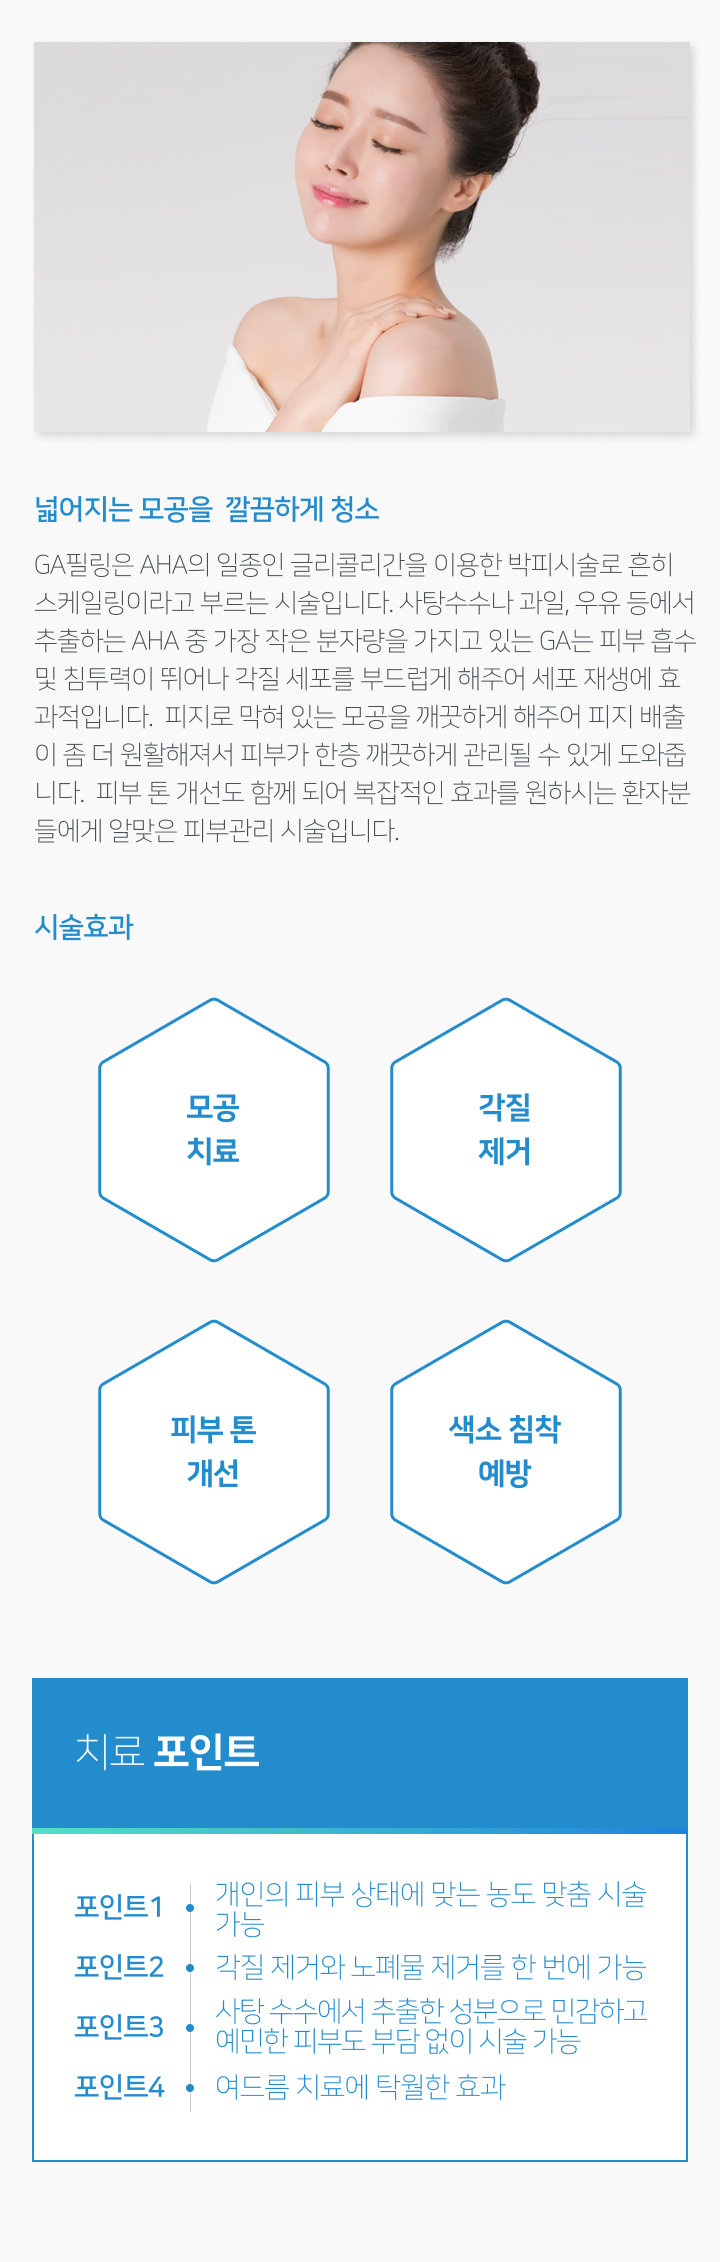 넓어지는 모공을  깔끔하게 청소
GA필링은 AHA의 일종인 글리콜리간을 이용한 박피시술로 흔히
스케일링이라고 부르는 시술입니다. 사탕수수나 과일, 우유 등에서
추출하는 AHA 중 가장 작은 분자량을 가지고 있는 GA는 피부 흡수
및 침투력이 뛰어나 각질 세포를 부드럽게 해주어 세포 재생에 효
과적입니다.  피지로 막혀 있는 모공을 깨끗하게 해주어 피지 배출
이 좀 더 원활해져서 피부가 한층 깨끗하게 관리될 수 있게 도와줍
니다.  피부 톤 개선도 함께 되어 복잡적인 효과를 원하시는 환자분
들에게 알맞은 피부관리 시술입니다.
시술효과
모공
치료
각질
제거
피부 톤
개선
색소 침착
예방
치료 포인트
포인트1
개인의 피부 상태에 맞는 농도 맞춤 시술
가능
포인트2
각질 제거와 노폐물 제거를 한 번에 가능
포인트3
사탕 수수에서 추출한 성분으로 민감하고
예민한 피부도 부담 없이 시술 가능
포인트4
여드름 치료에 탁월한 효과